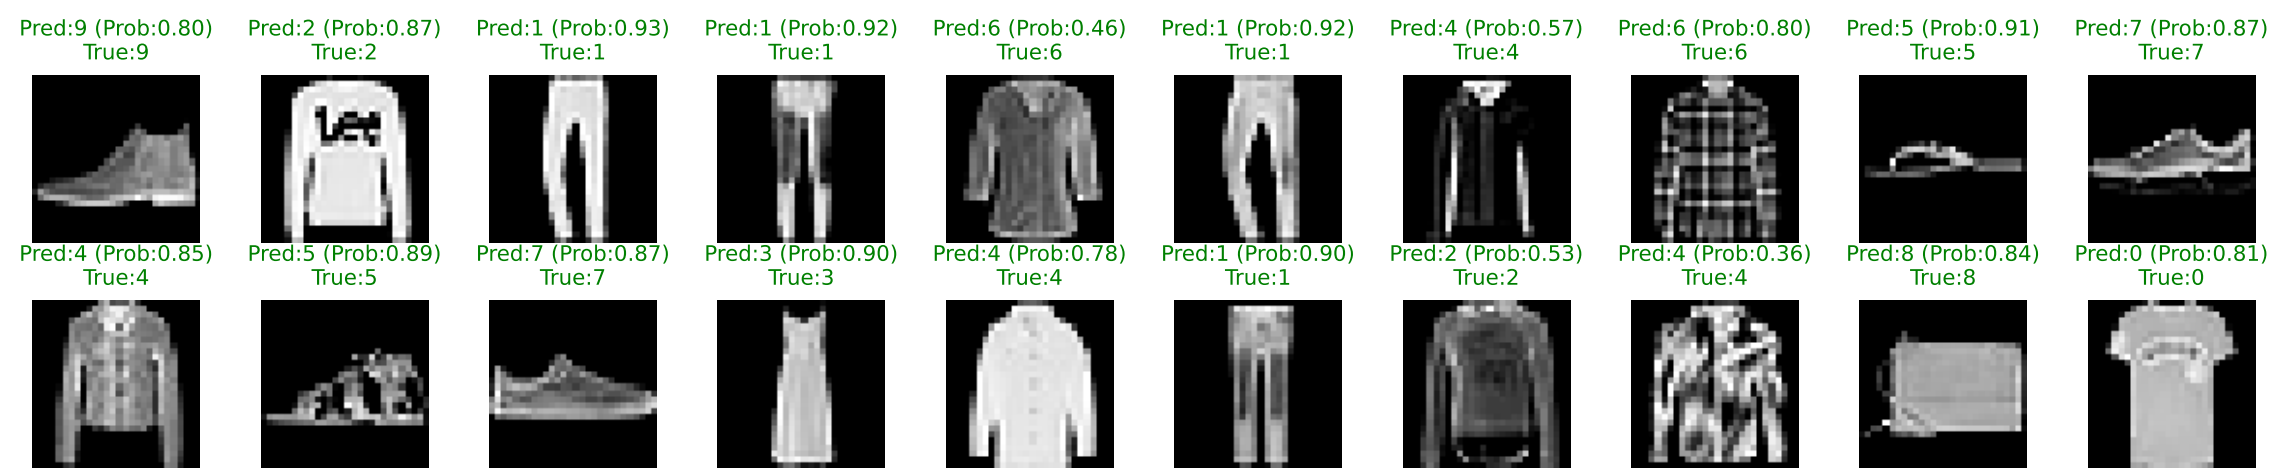 Pred:9 (Prob:0.80) Pred:2 (Prob:0.87) Pred:1 (Prob:0.93) Pred:1 (Prob:0.92) Pred:6 (Prob:0.46) Pred:1 (Prob:0.92) Pred:4 (Prob:0.57) Pred:6 (Prob:0.80) Pred:5 (Prob:0.91) Pred:7 (Prob:0.87)
True:9 True:2 True:1 True:1 True:6 True:1 True:4 True:6 True:5 True:7
Lee
Pred:4 (Prob:0.85) Pred:5 (Prob:0.89) Pred:7 (Prob:0.87) Pred:3 (Prob:0.90) Pred:4 (Prob:0.78) Pred:1 (Prob:0.90) Pred:2 (Prob:0.53) Pred:4 (Prob:0.36) Pred:8 (Prob:0.84) Pred:0 (Prob:0.81)
True:4 True:5 True:7 True:3 True:4 True:1 True:2 True:4 True:8 True:0